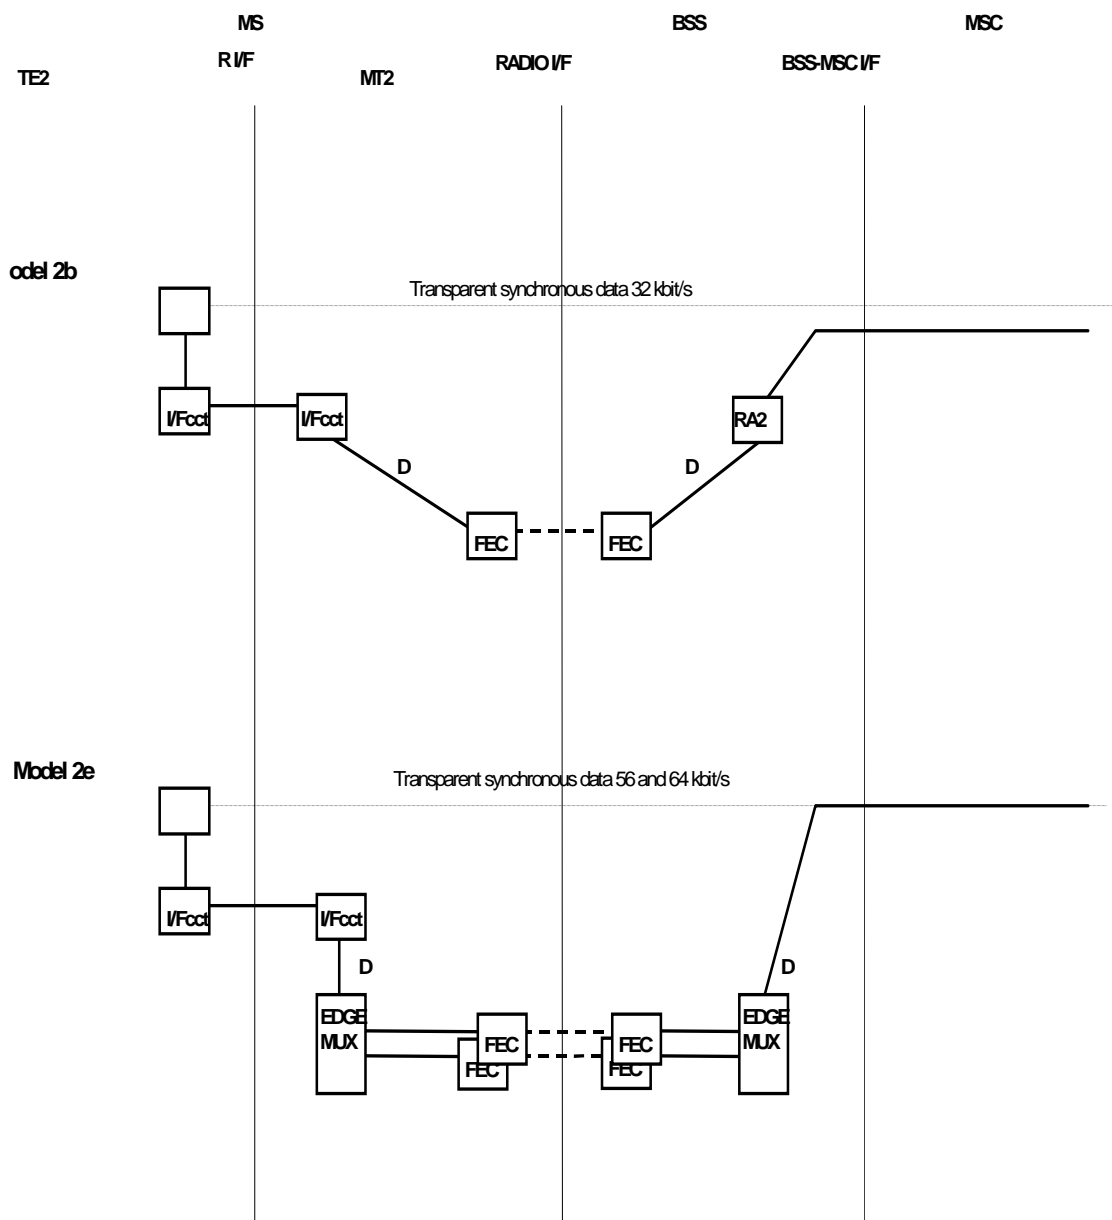 MS BSS MSC
R I/F RADIO I/F BSS-MSC I/F
TE2 MT2
odel 2b
Transparent synchronous data 32 kbit/s
I/Fcct I/Fcct RA2
D D
FEC FEC
Model 2e
Transparent synchronous data 56 and 64 kbit/s
I/Fcct I/Fcct
D D
EDGE MUX FEC FEC EDGE MUX
FEC FEC